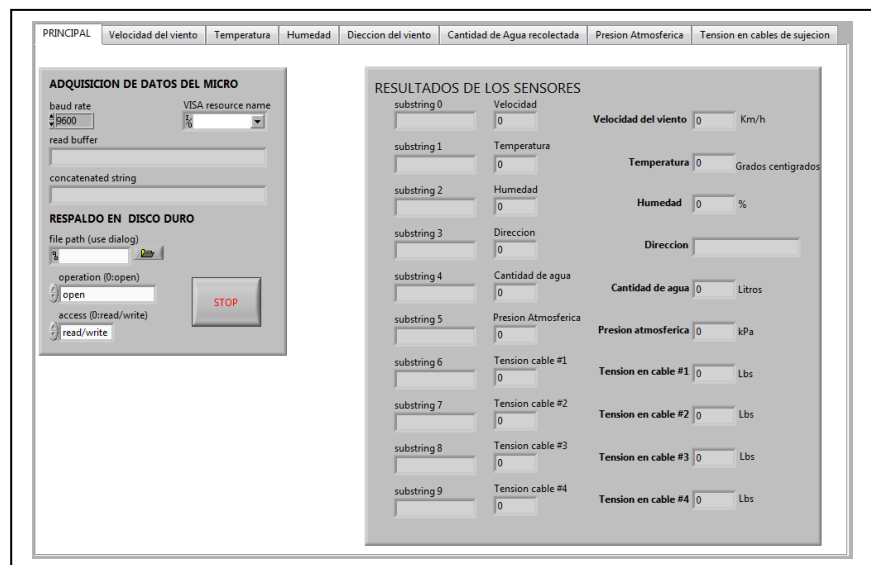 PRINCIPAL Velocidad del viento Temperatura Humedad Dieccion del viento Cantidad de Agua recolectada Presion Atmosferica Tension en cables de sujecion
ADQUISICION DE DATOS DEL MICRO
baud rate VISA resource name
9600
read buffer
concatenated string
RESPALDO EN DISCO DURO
file path (use dialog)
operation (0:open)
open
access (0:read/write)
read/write
STOP
RESULTADOS DE LOS SENSORES
substring 0 Velocidad
0 Velocidad del viento 0 Km/h
substring 1 Temperatura
0 Temperatura 0 Grados centigrados
substring 2 Humedad
0 Humedad 0 %
substring 3 Direccion
0 Direccion
substring 4 Cantidad de agua
0 Cantidad de agua 0 Litros
substring 5 Presion Atmosferica
0 Presion atmosferica 0 kPa
substring 6 Tension cable #1
0 Tension en cable #1 0 Lbs
substring 7 Tension cable #2
0 Tension en cable #2 0 Lbs
substring 8 Tension cable #3
0 Tension en cable #3 0 Lbs
substring 9 Tension cable #4
0 Tension en cable #4 0 Lbs